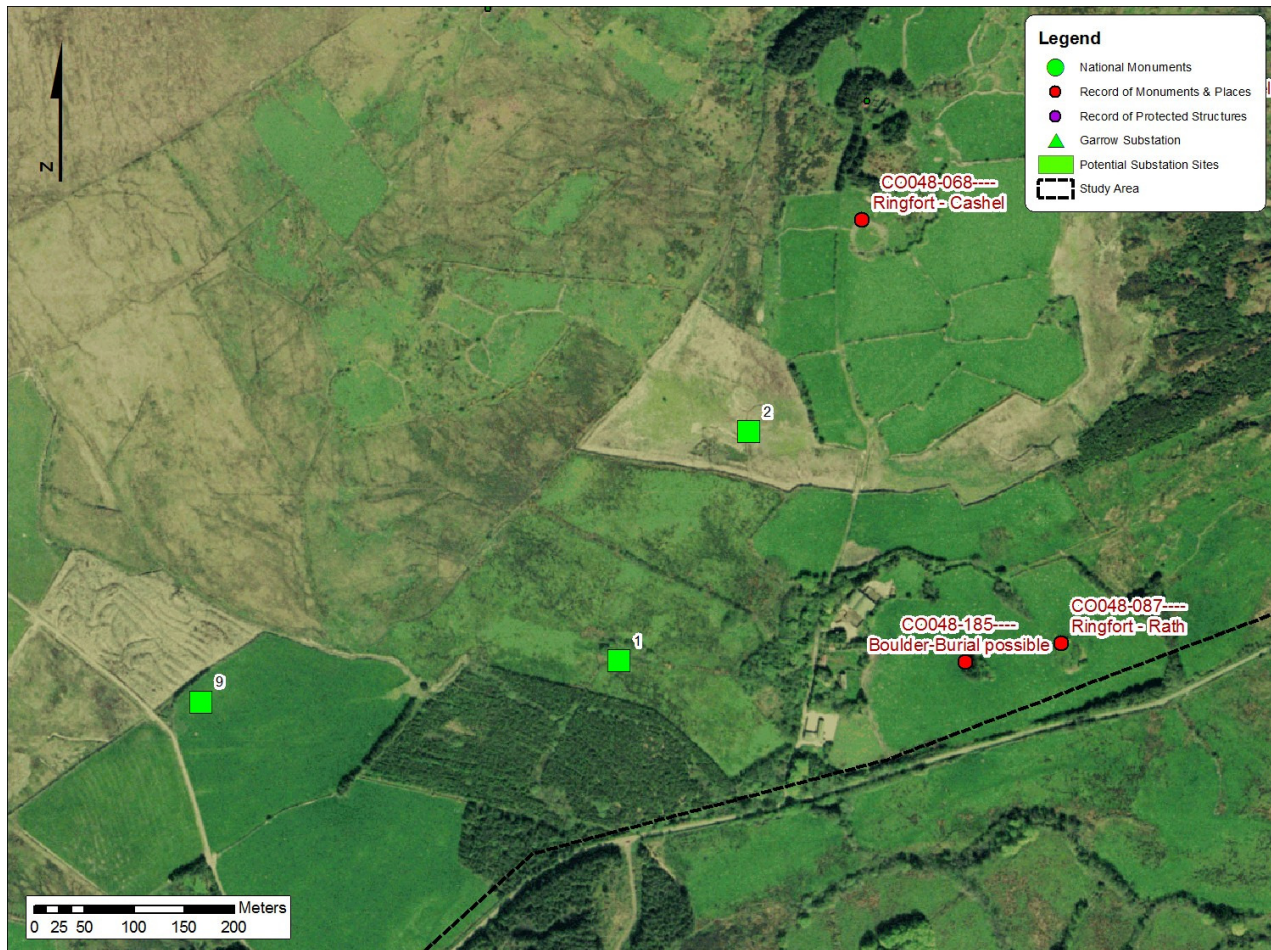 Legend
National Monuments
Record of Monuments & Places
Record of Protected Structures
Garrow Substation
Potential Substation Sites
Study Area
N
CO048-068----
Ringfort - Cashel
2
CO048-087----
Ringfort - Rath
CO048-185----
Boulder-Burial possible
1
9
Meters
0 25 50 100 150 200